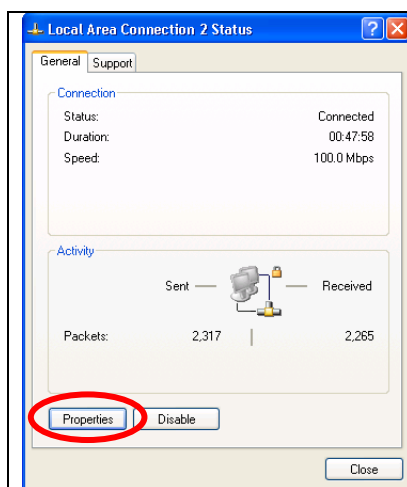 Local Area Connection 2 Status
General Support
Connection
Status: Connected
Duration: 00:47:58
Speed: 100.0 Mbps
Activity
Sent Received
Packets: 2,317 2,265
Properties Disable
Close